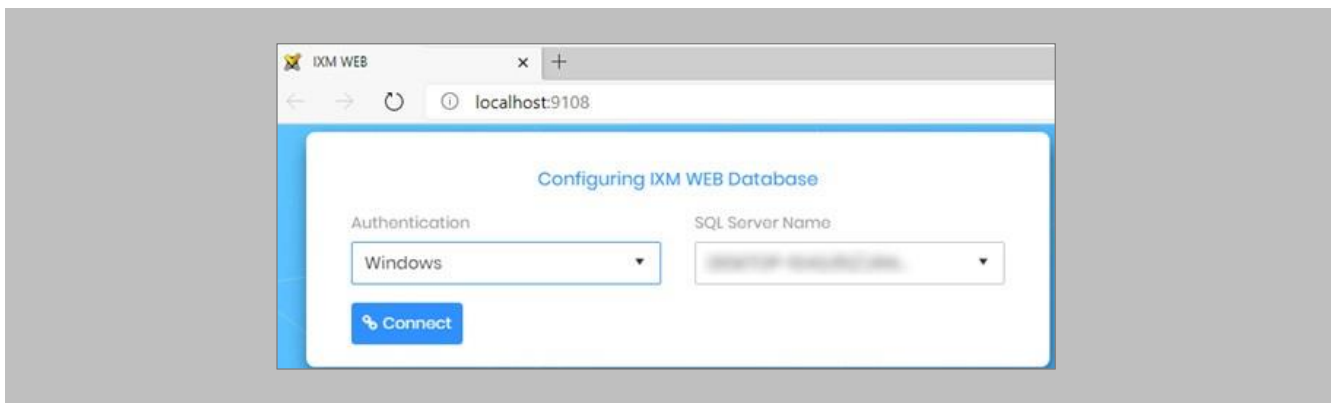 IXM WEB
localhost:9108
Configuring IXM WEB Database
Authentication SQL Server Name
Windows
Connect